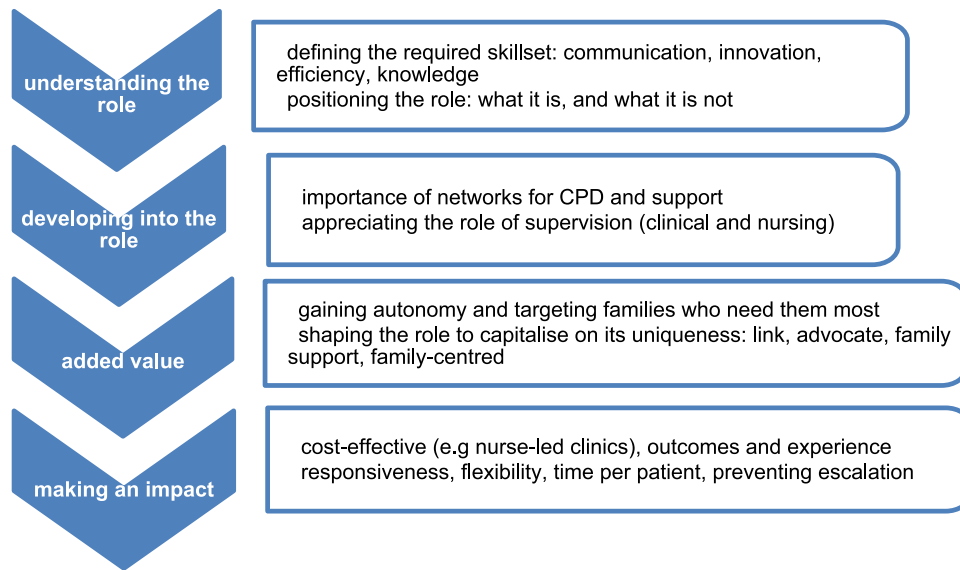 understanding the
role
defining the required skillset: communication, innovation,
efficiency, knowledge
positioning the role: what it is, and what it is not
developing into the
role
importance of networks for CPD and support
appreciating the role of supervision (clinical and nursing)
added value
gaining autonomy and targeting families who need them most
shaping the role to capitalise on its uniqueness: link, advocate, family
support, family-centred
making an impact
cost-effective (e.g nurse-led clinics), outcomes and experience
responsiveness, flexibility, time per patient, preventing escalation